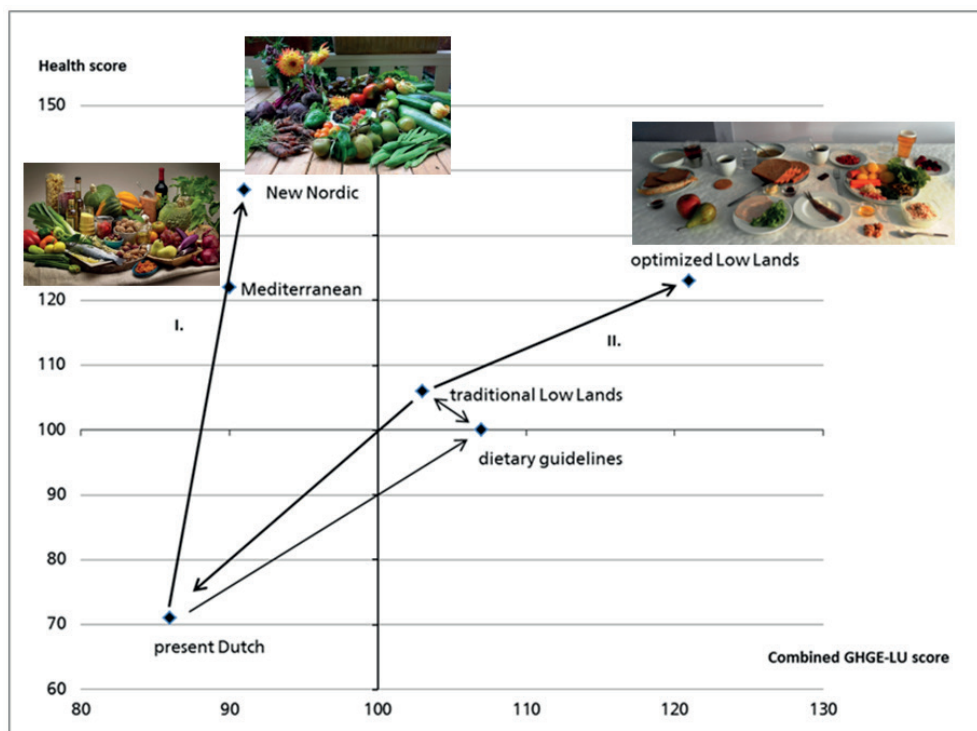 Health score
150
New Nordic
optimized Low Lands
Mediterranean
120
I.
II.
110
traditional Low Lands
100
dietary guidelines
90
80
70
present Dutch
Combined GHGE-LU score
60
80
90
100
110
120
130